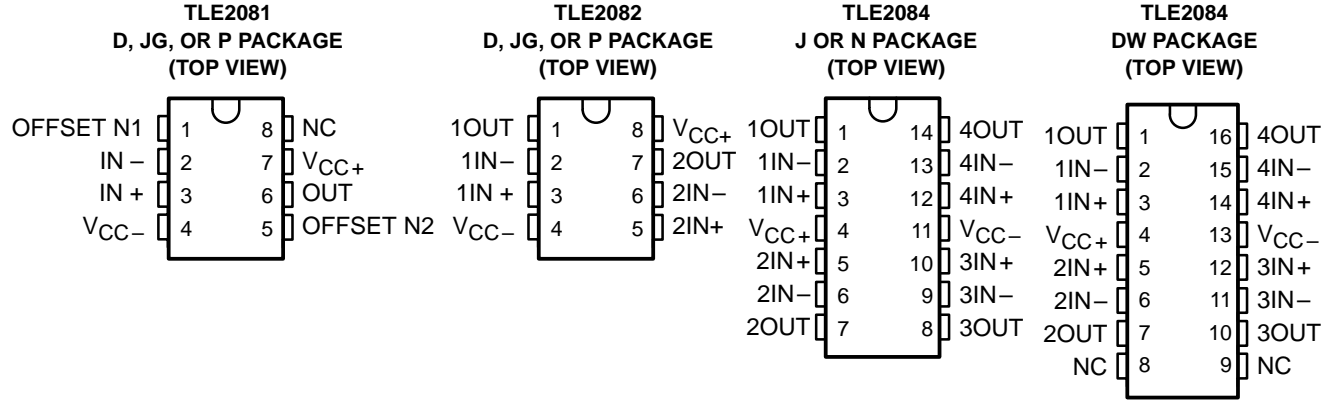 TLE2081
D, JG, OR P PACKAGE
(TOP VIEW)
OFFSET N1 1 8 NC
IN – 2 7 VCC+
IN + 3 6 OUT
VCC– 4 5 OFFSET N2
TLE2082
D, JG, OR P PACKAGE
(TOP VIEW)
1OUT 1 8 VCC+
1IN– 2 7 2OUT
1IN + 3 6 2IN–
VCC– 4 5 2IN+
TLE2084
J OR N PACKAGE
(TOP VIEW)
1OUT 1 14 4OUT
1IN– 2 13 4IN–
1IN+ 3 12 4IN+
VCC+ 4 11 VCC–
2IN+ 5 10 3IN+
2IN– 6 9 3IN–
2OUT 7 8 3OUT
TLE2084
DW PACKAGE
(TOP VIEW)
1OUT 1 16 4OUT
1IN– 2 15 4IN–
1IN+ 3 14 4IN+
VCC+ 4 13 VCC–
2IN+ 5 12 3IN+
2IN– 6 11 3IN–
2OUT 7 10 3OUT
NC 8 9 NC